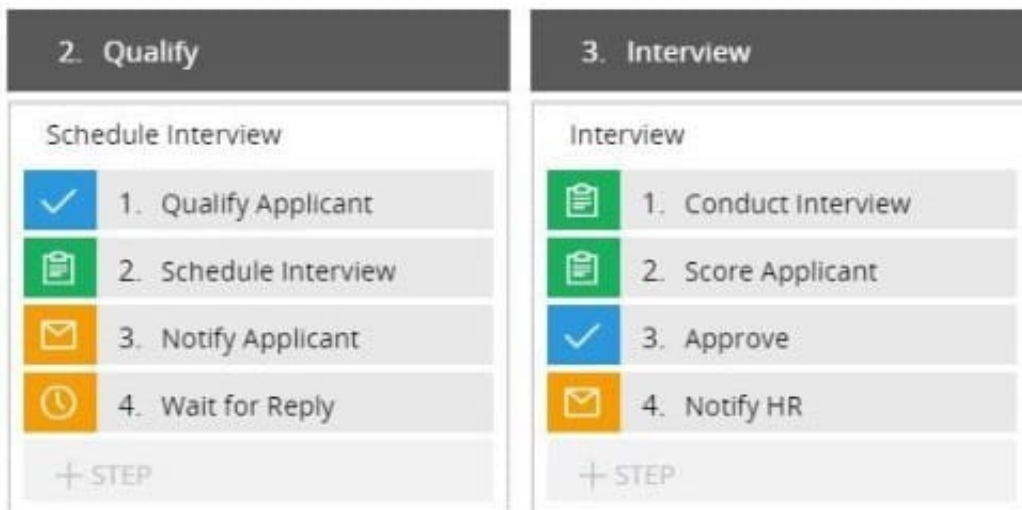 2. Qualify
Schedule Interview
1. Qualify Applicant
2. Schedule Interview
3. Notify Applicant
4. Wait for Reply
+ STEP
3. Interview
Interview
1. Conduct Interview
2. Score Applicant
3. Approve
4. Notify HR
+ STEP